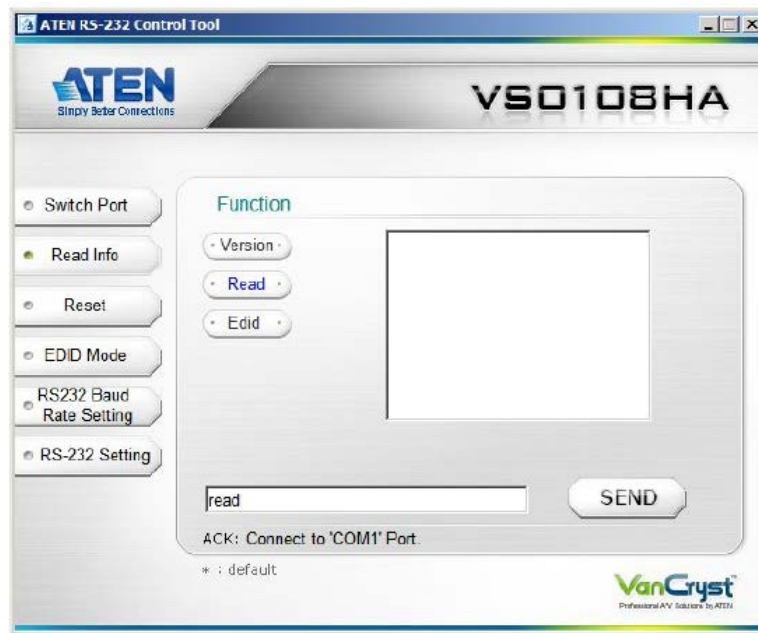 ATEN RS-232 Control Tool
ATEN
Simply Better Connections
VS0108HA
Switch Port
Read Info
Reset
EDID Mode
RS232 Baud
Rate Setting
RS-232 Setting
Function
Version
Read
Edid
read
SEND
ACK: Connect to 'COM1' Port.
* : default
VanCryst™
Professional A/V Solutions by ATEN